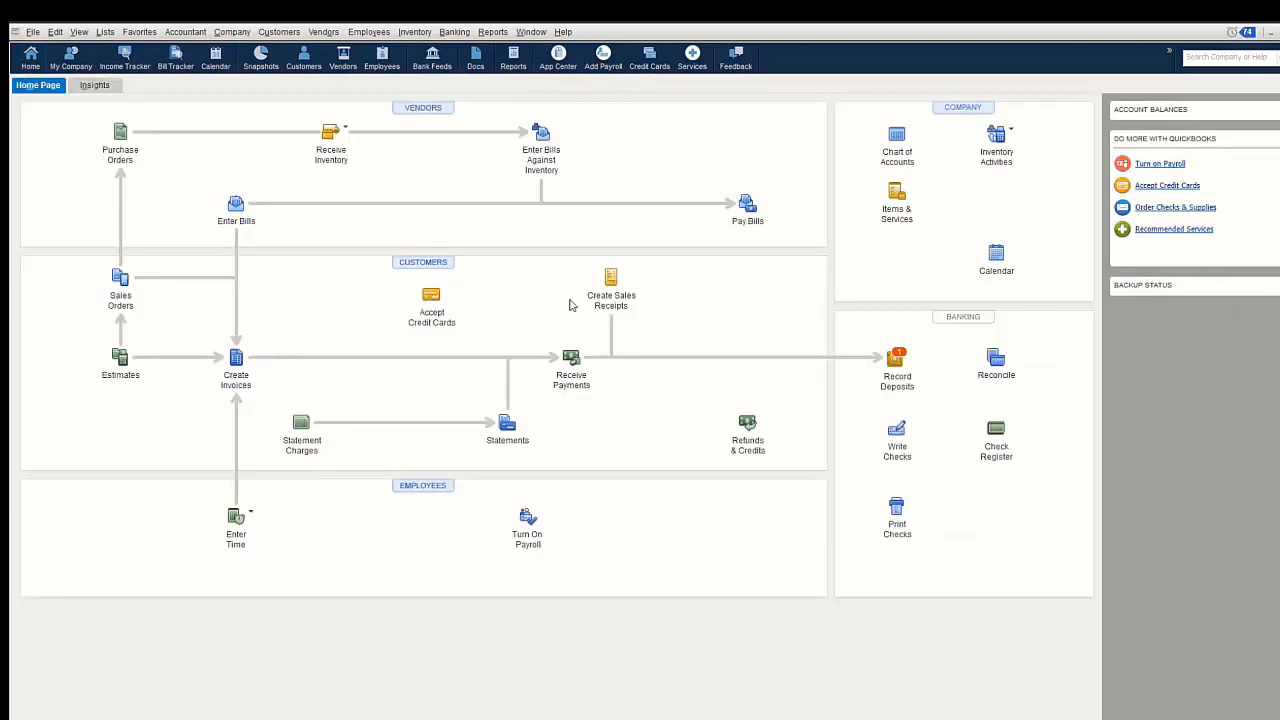 File Edit View Lists Favorites Accountant Company Customers Vendors Employees Inventory Banking Reports Window Help
74
Home My Company Income Tracker Bill Tracker Calendar Snapshots Customers Vendors Employees Bank Feeds Docs Reports App Center Add Payroll Credit Cards Services Feedback
» Search Company or Help
Home Page Insights
VENDORS
Purchase
Orders
Receive
Inventory
Enter Bills
Against
Inventory
Enter Bills
Pay Bills
CUSTOMERS
Sales
Orders
Accept
Credit Cards
Create Sales
Receipts
Estimates
Create
Invoices
Receive
Payments
Statement
Charges
Statements
Refunds
& Credits
EMPLOYEES
Enter
Time
Turn On
Payroll
COMPANY
Chart of
Accounts
Inventory
Activities
Items &
Services
Calendar
BANKING
1
Record
Deposits
Reconcile
Write
Checks
Check
Register
Print
Checks
ACCOUNT BALANCES
DO MORE WITH QUICKBOOKS
Turn on Payroll
Accept Credit Cards
Order Checks & Supplies
Recommended Services
BACKUP STATUS